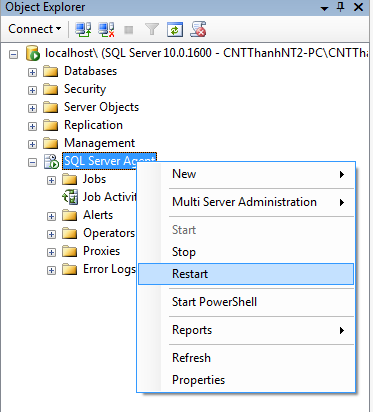 Object Explorer
Connect
localhost\ (SQL Server 10.0.1600 - CNTThanhNT2-PC\CNTTha
Databases
Security
Server Objects
Replication
Management
SQL Server Agent
Jobs
Job Activit
Alerts
Operators
Proxies
Error Logs
New
Multi Server Administration
Start
Stop
Restart
Start PowerShell
Reports
Refresh
Properties